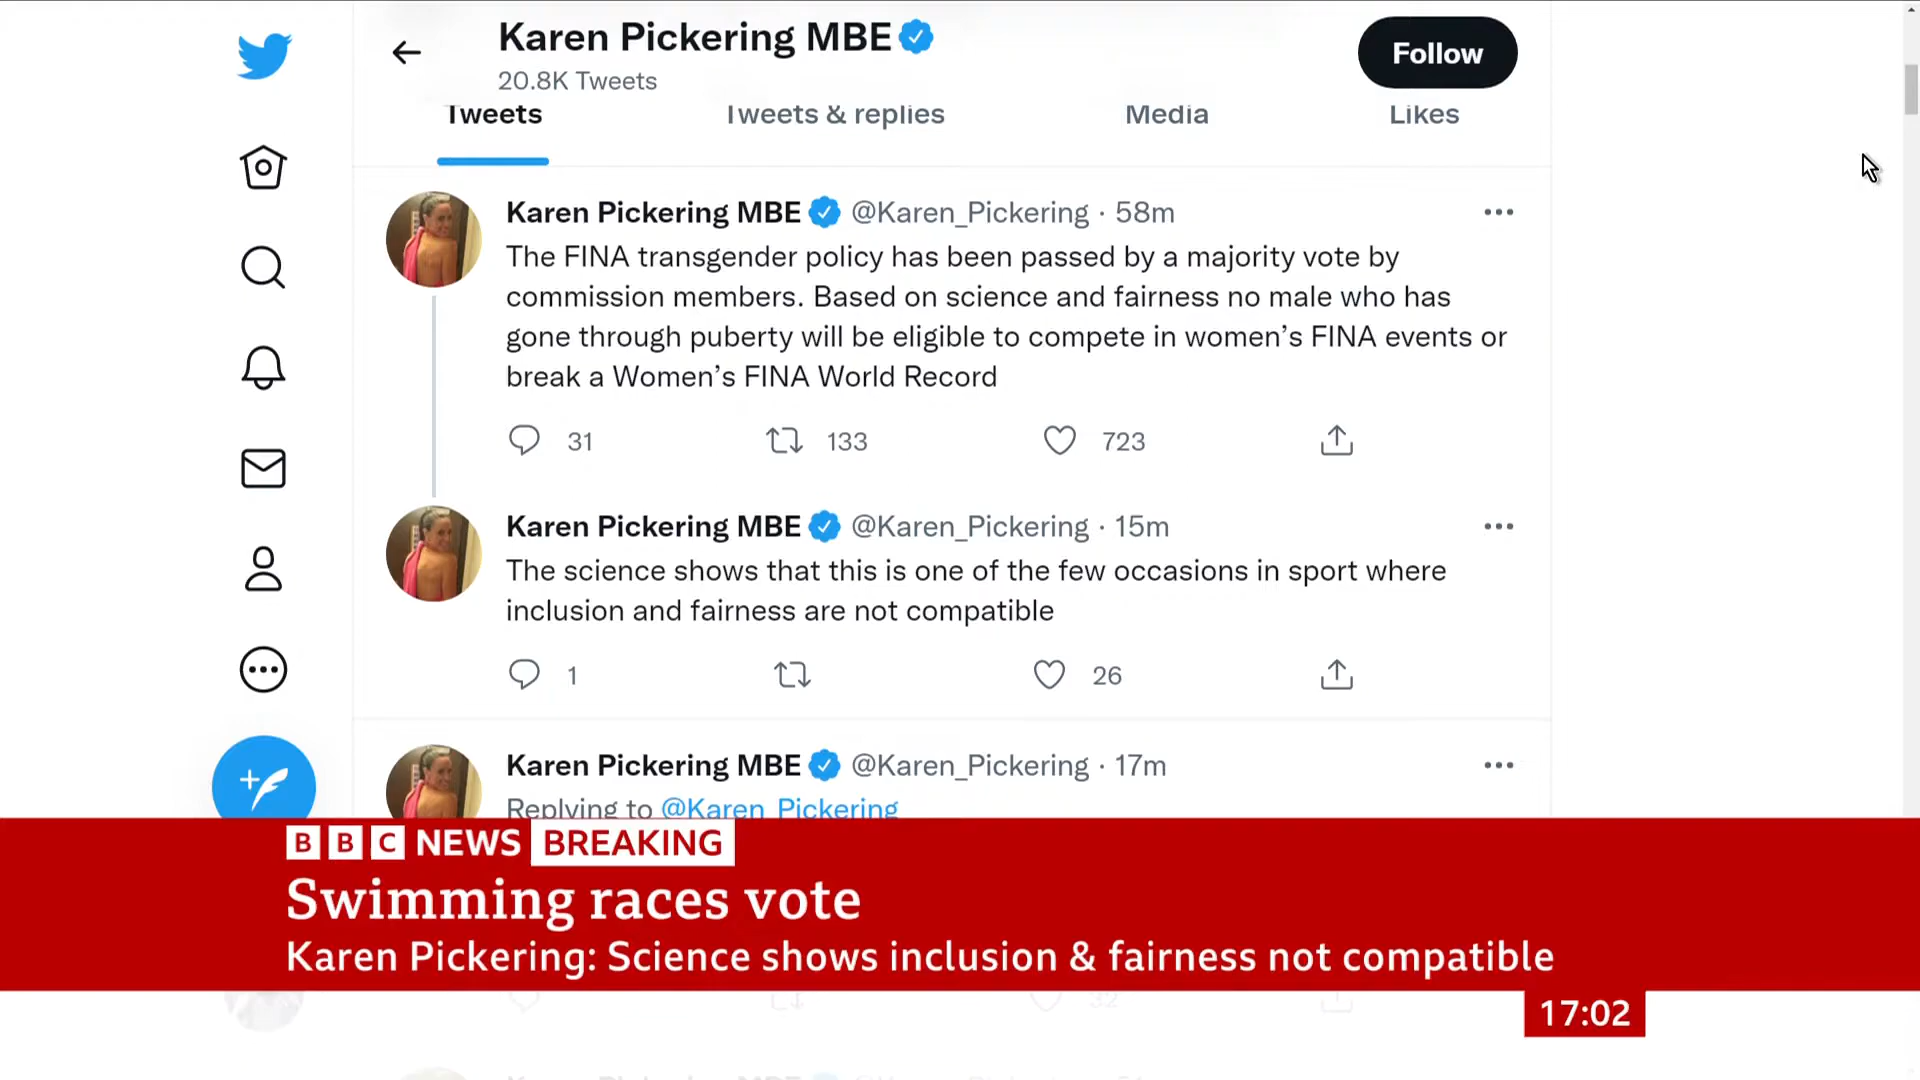 Karen Pickering MBE
20.8K Tweets
Follow
Tweets
Tweets & replies
Media
Likes
Karen Pickering MBE @Karen_Pickering · 58m
The FINA transgender policy has been passed by a majority vote by
commission members. Based on science and fairness no male who has
gone through puberty will be eligible to compete in women’s FINA events or
break a Women’s FINA World Record
31 133 723
Karen Pickering MBE @Karen_Pickering · 15m
The science shows that this is one of the few occasions in sport where
inclusion and fairness are not compatible
1 26
Karen Pickering MBE @Karen_Pickering · 17m
Replying to @Karen_Pickering
BBC NEWS BREAKING
Swimming races vote
Karen Pickering: Science shows inclusion & fairness not compatible
32
17:02